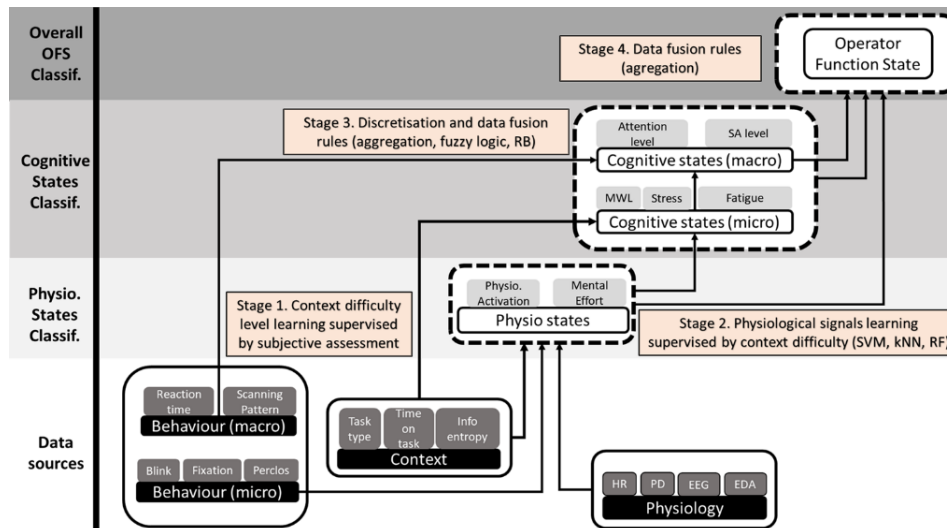 Overall
OFS
Classif.
Stage 4. Data fusion rules
(agregation)
Operator
Function State
Cognitive
States
Classif.
Stage 3. Discretisation and data fusion
rules (aggregation, fuzzy logic, RB)
Attention
level
SA level
Cognitive states (macro)
MWL
Stress
Fatigue
Cognitive states (micro)
Physio.
States
Classif.
Stage 1. Context difficulty
level learning supervised
by subjective assessment
Physio.
Activation
Mental
Effort
Physio states
Stage 2. Physiological signals learning
supervised by context difficulty (SVM, kNN, RF)
Data
sources
Reaction
time
Scanning
Pattern
Behaviour (macro)
Blink
Fixation
Perclos
Behaviour (micro)
Task
type
Time
on
task
Info
entropy
Context
HR
PD
EEG
EDA
Physiology